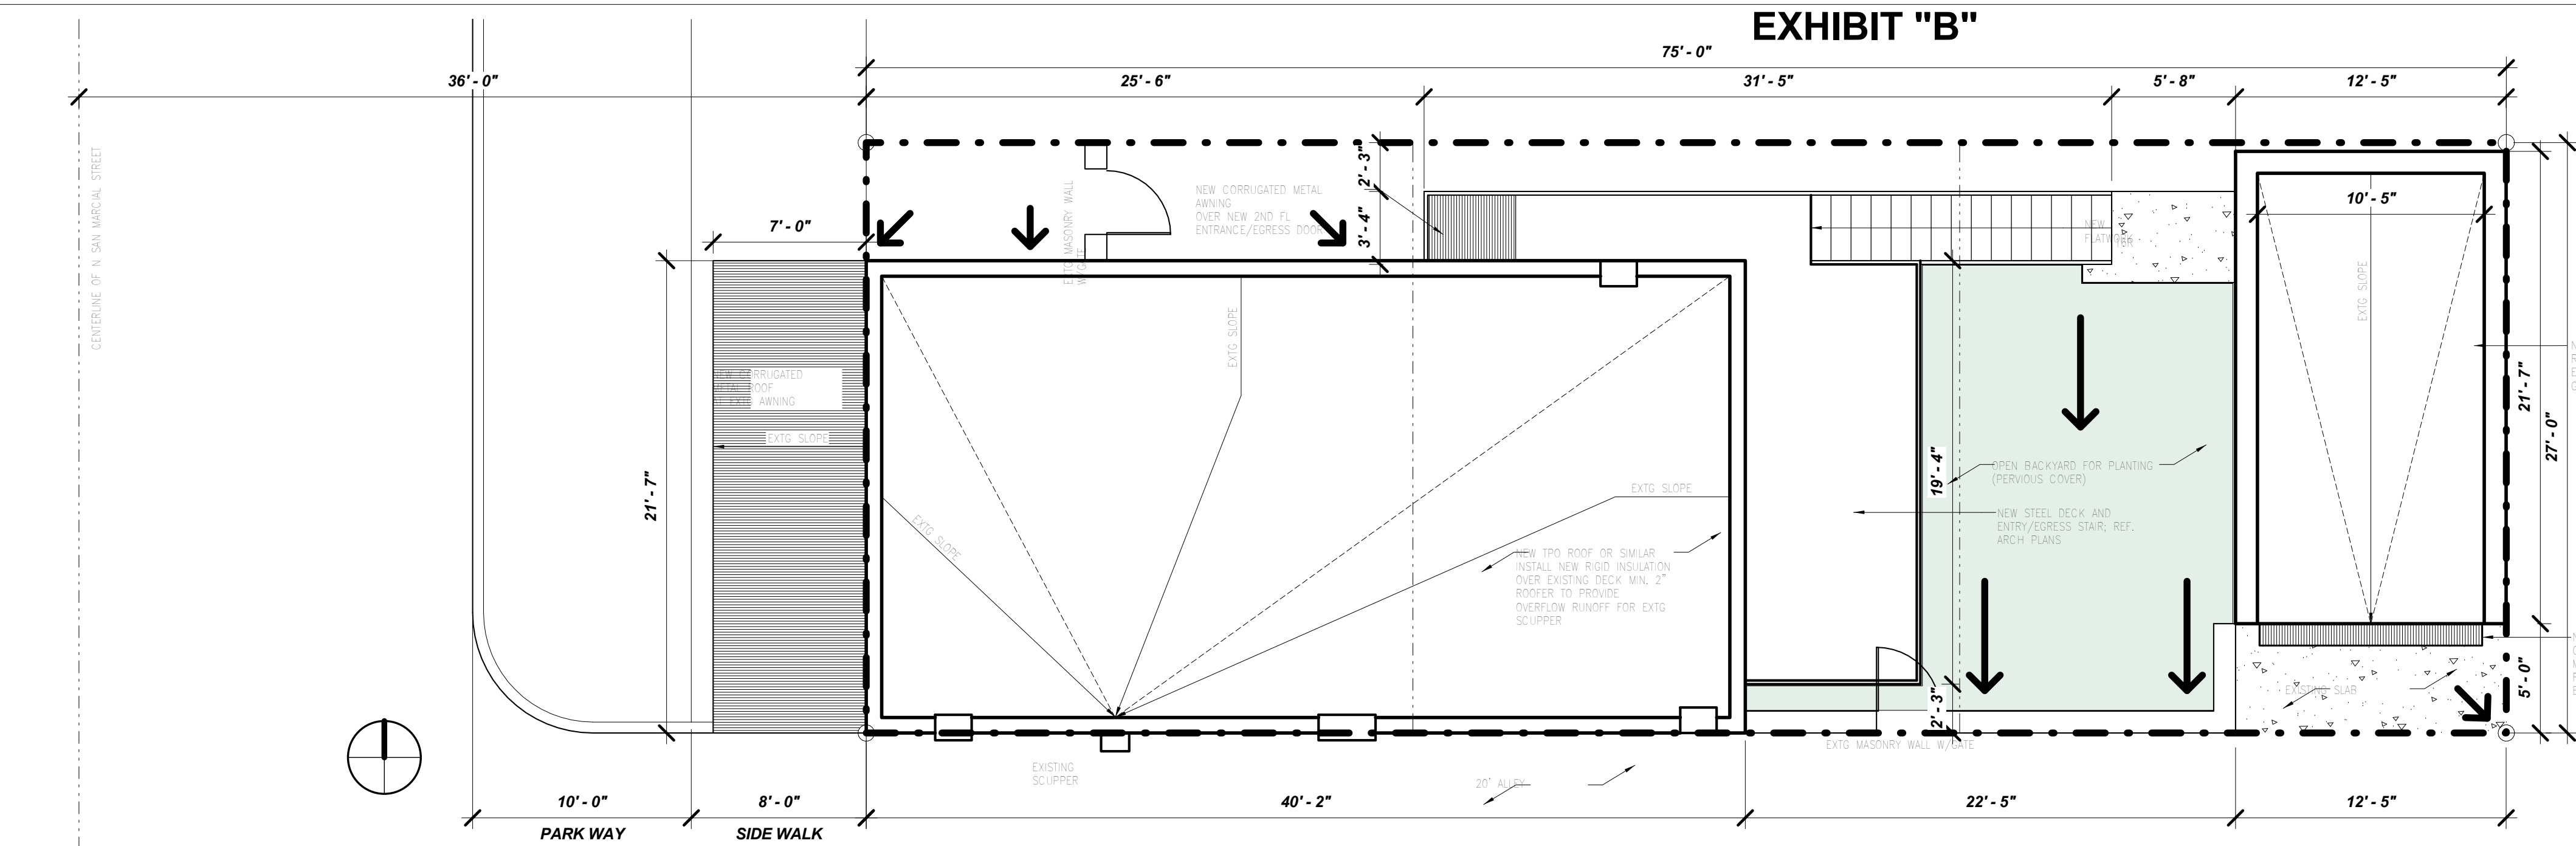 EXHIBIT "B"
75' - 0"
36' - 0"
25' - 6"
31' - 5"
5' - 8"
12' - 5"
CENTERLINE OF N SAN MARCIAL STREET
2' - 3"
3' - 4"
7' - 0"
EXTG MASONRY WALL
W/GATE
NEW CORRUGATED METAL
AWNING
OVER NEW 2ND FL
ENTRANCE/EGRESS DOOR
10' - 5"
NEW
FLATWORK
16R
EXTG SLOPE
EXTG SLOPE
NEW CORRUGATED
METAL ROOF
AT EXTG AWNING
EXTG SLOPE
21' - 7"
21' - 7"
27' - 0"
19' - 4"
OPEN BACKYARD FOR PLANTING
(PERVIOUS COVER)
EXTG SLOPE
EXTG SLOPE
NEW STEEL DECK AND
ENTRY/EGRESS STAIR; REF.
ARCH PLANS
NEW TPO ROOF OR SIMILAR
INSTALL NEW RIGID INSULATION
OVER EXISTING DECK MIN. 2"
ROOFER TO PROVIDE
OVERFLOW RUNOFF FOR EXTG
SCUPPER
5' - 0"
EXISTING SLAB
2' - 3"
EXTG MASONRY WALL W/GATE
EXISTING
SCUPPER
20' ALLEY
10' - 0"
8' - 0"
40' - 2"
22' - 5"
12' - 5"
PARK WAY
SIDE WALK